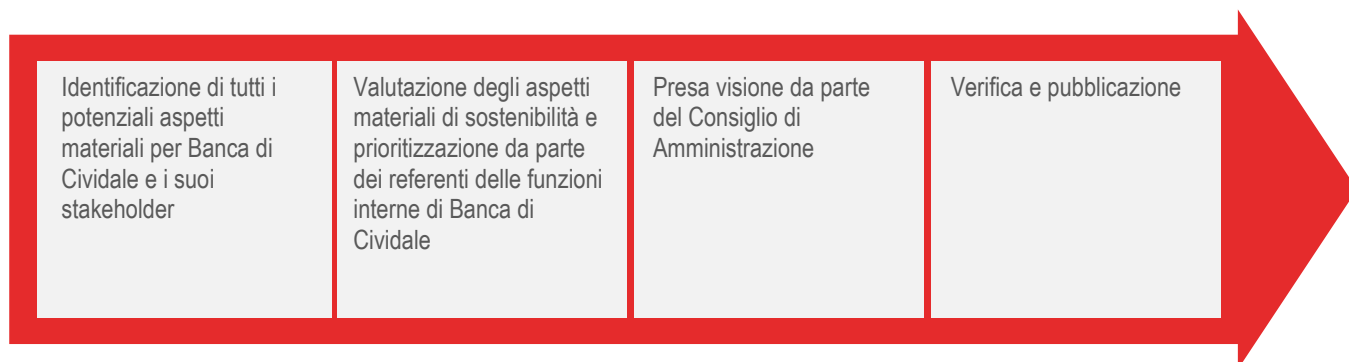 Identificazione di tutti i
potenziali aspetti
materiali per Banca di
Cividale e i suoi
stakeholder
Valutazione degli aspetti
materiali di sostenibilità e
prioritizzazione da parte
dei referenti delle funzioni
interne di Banca di
Cividale
Presa visione da parte
del Consiglio di
Amministrazione
Verifica e pubblicazione